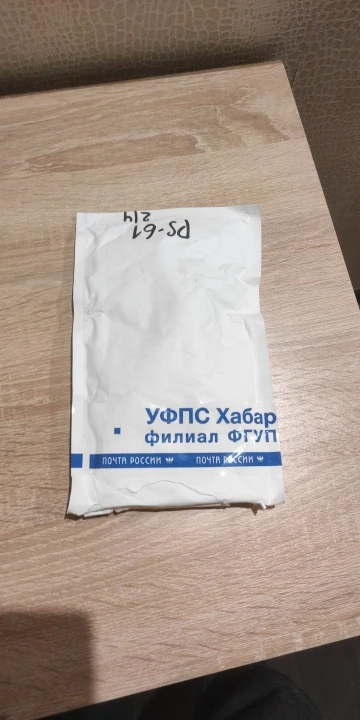 PS-61
214
УФПС Хабар
филиал ФГУП
ПОЧТА РОССИИ ПОЧТА РОССИИ